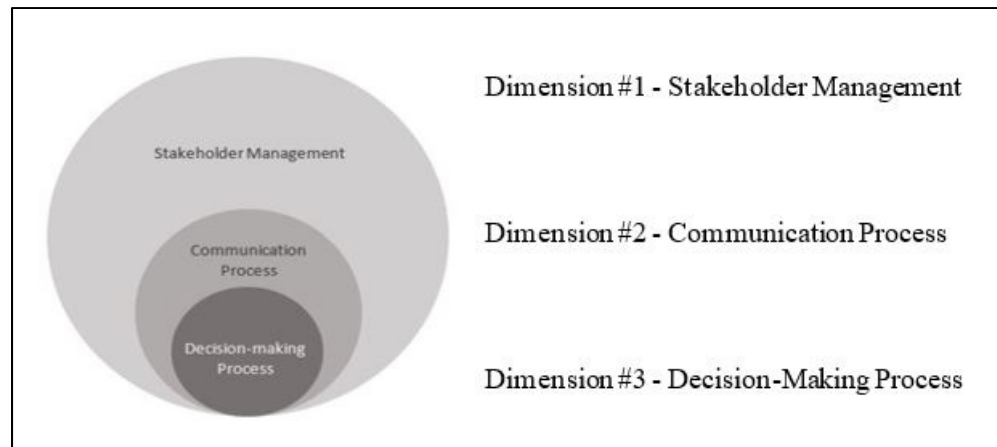 Stakeholder Management
Communication
Process
Decision-making
Process
Dimension #1 - Stakeholder Management
Dimension #2 - Communication Process
Dimension #3 - Decision-Making Process